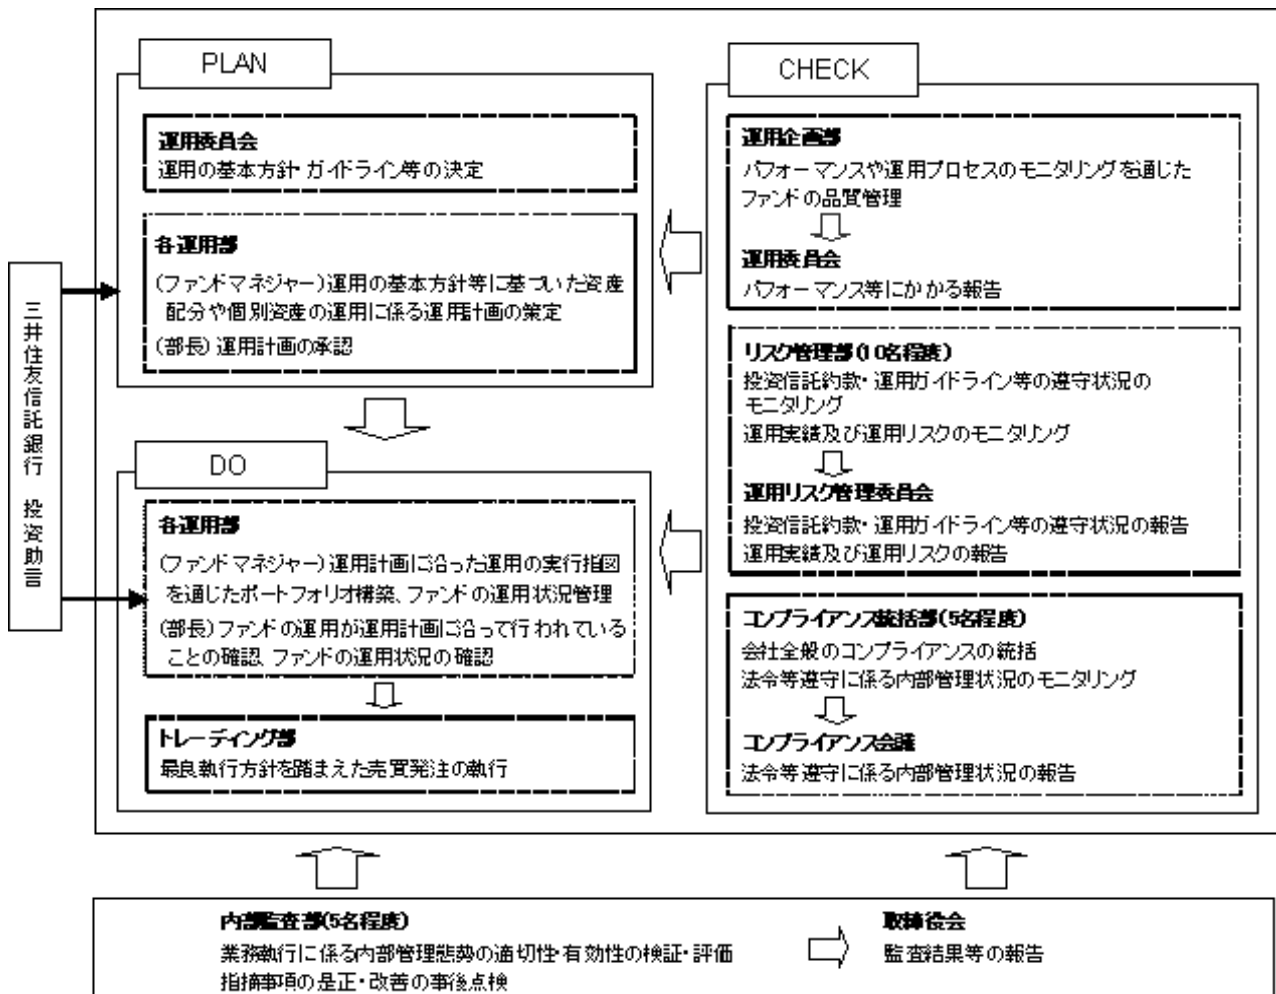 三井住友信託銀行 投資助言
PLAN
運用委員会
運用の基本方針・ガイドライン等の決定
各運用部
(ファンドマネジャー)運用の基本方針等に基づいた資産
配分や個別資産の運用に係る運用計画の策定
(部長)運用計画の承認
DO
各運用部
(ファンドマネジャー)運用計画に沿った運用の実行指図
を通じたポートフォリオ構築、ファンドの運用状況管理
(部長)ファンドの運用が運用計画に沿って行われている
ことの確認、ファンドの運用状況の確認
トレーディング部
最良執行方針を踏まえた売買発注の執行
CHECK
運用企画部
パフォーマンスや運用プロセスのモニタリングを通じた
ファンドの品質管理
運用委員会
パフォーマンス等にかかる報告
リスク管理部(10名程度)
投資信託約款・運用ガイドライン等の遵守状況の
モニタリング
運用実績及び運用リスクのモニタリング
運用リスク管理委員会
投資信託約款・運用ガイドライン等の遵守状況の報告
運用実績及び運用リスクの報告
コンプライアンス統括部(5名程度)
会社全般のコンプライアンスの統括
法令等遵守に係る内部管理状況のモニタリング
コンプライアンス会議
法令等遵守に係る内部管理状況の報告
内部監査部(5名程度)
業務執行に係る内部管理態勢の適切性・有効性の検証・評価
指摘事項の是正・改善の事後点検
取締役会
監査結果等の報告